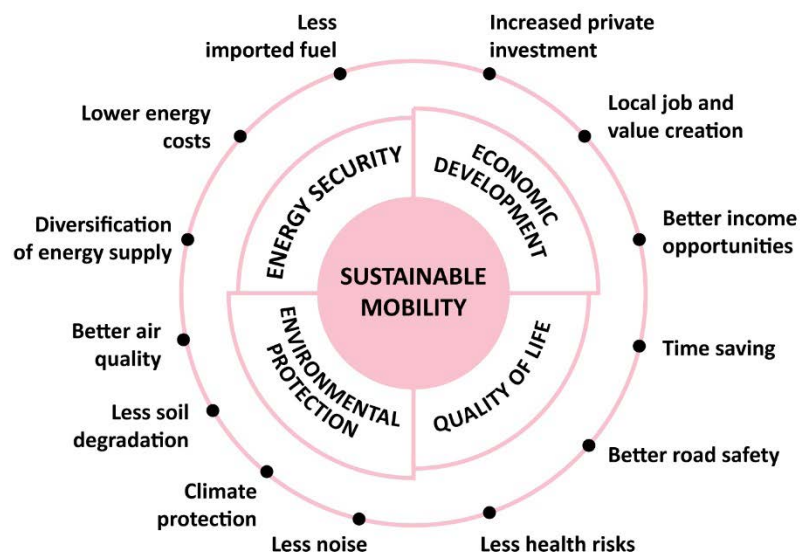 Less
imported fuel
Increased private
investment
Lower energy
costs
Local job and
value creation
Diversification
of energy supply
Better income
opportunities
ENERGY SECURITY
ECONOMIC
DEVELOPMENT
SUSTAINABLE
MOBILITY
ENVIRONMENTAL
PROTECTION
QUALITY OF LIFE
Better air
quality
Time saving
Less soil
degradation
Better road safety
Climate
protection
Less noise
Less health risks